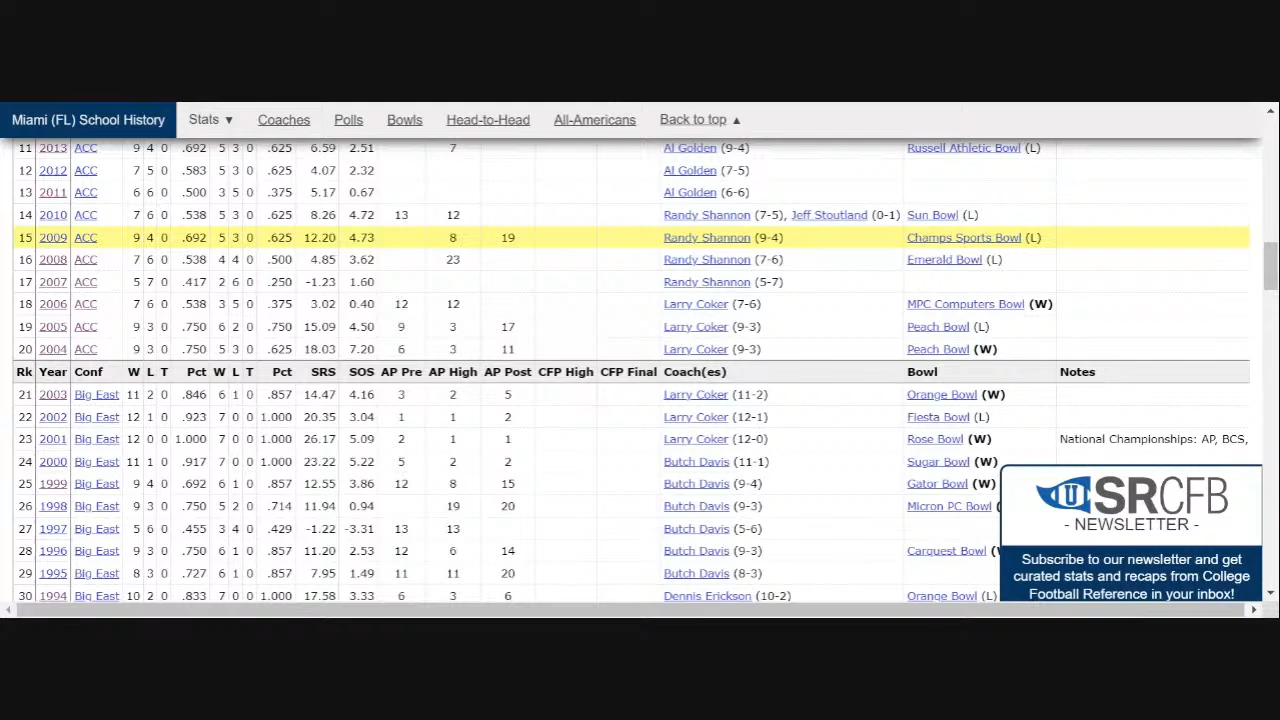 Miami (FL) School History Stats ▼ Coaches Polls Bowls Head-to-Head All-Americans Back to top ▲
11 2013 ACC 9 4 0 .692 5 3 0 .625 6.59 2.51 7 Al Golden (9-4) Russell Athletic Bowl (L)
12 2012 ACC 7 5 0 .583 5 3 0 .625 4.07 2.32 Al Golden (7-5)
13 2011 ACC 6 6 0 .500 3 5 0 .375 5.17 0.67 Al Golden (6-6)
14 2010 ACC 7 6 0 .538 5 3 0 .625 8.26 4.72 13 12 Randy Shannon (7-5), Jeff Stoutland (0-1) Sun Bowl (L)
15 2009 ACC 9 4 0 .692 5 3 0 .625 12.20 4.73 8 19 Randy Shannon (9-4) Champs Sports Bowl (L)
16 2008 ACC 7 6 0 .538 4 4 0 .500 4.85 3.62 23 Randy Shannon (7-6) Emerald Bowl (L)
17 2007 ACC 5 7 0 .417 2 6 0 .250 -1.23 1.60 Randy Shannon (5-7)
18 2006 ACC 7 6 0 .538 3 5 0 .375 3.02 0.40 12 12 Larry Coker (7-6) MPC Computers Bowl (W)
19 2005 ACC 9 3 0 .750 6 2 0 .750 15.09 4.50 9 3 17 Larry Coker (9-3) Peach Bowl (L)
20 2004 ACC 9 3 0 .750 5 3 0 .625 18.03 7.20 6 3 11 Larry Coker (9-3) Peach Bowl (W)
Rk Year Conf W L T Pct W L T Pct SRS SOS AP Pre AP High AP Post CFP High CFP Final Coach(es) Bowl Notes
21 2003 Big East 11 2 0 .846 6 1 0 .857 14.47 4.16 3 2 5 Larry Coker (11-2) Orange Bowl (W)
22 2002 Big East 12 1 0 .923 7 0 0 1.000 20.35 3.04 1 1 2 Larry Coker (12-1) Fiesta Bowl (L)
23 2001 Big East 12 0 0 1.000 7 0 0 1.000 26.17 5.09 2 1 1 Larry Coker (12-0) Rose Bowl (W) National Championships: AP, BCS,
24 2000 Big East 11 1 0 .917 7 0 0 1.000 23.22 5.22 5 2 2 Butch Davis (11-1) Sugar Bowl (W)
25 1999 Big East 9 4 0 .692 6 1 0 .857 12.55 3.86 12 8 15 Butch Davis (9-4) Gator Bowl (W)
26 1998 Big East 9 3 0 .750 5 2 0 .714 11.94 0.94 19 20 Butch Davis (9-3) Micron PC Bowl
27 1997 Big East 5 6 0 .455 3 4 0 .429 -1.22 -3.31 13 13 Butch Davis (5-6)
28 1996 Big East 9 3 0 .750 6 1 0 .857 11.20 2.53 12 6 14 Butch Davis (9-3) Carquest Bowl
29 1995 Big East 8 3 0 .727 6 1 0 .857 7.95 1.49 11 11 20 Butch Davis (8-3)
30 1994 Big East 10 2 0 .833 7 0 0 1.000 17.58 3.33 6 3 6 Dennis Erickson (10-2) Orange Bowl (L)
U SRCFB
- NEWSLETTER -
Subscribe to our newsletter and get
curated stats and recaps from College
Football Reference in your inbox!